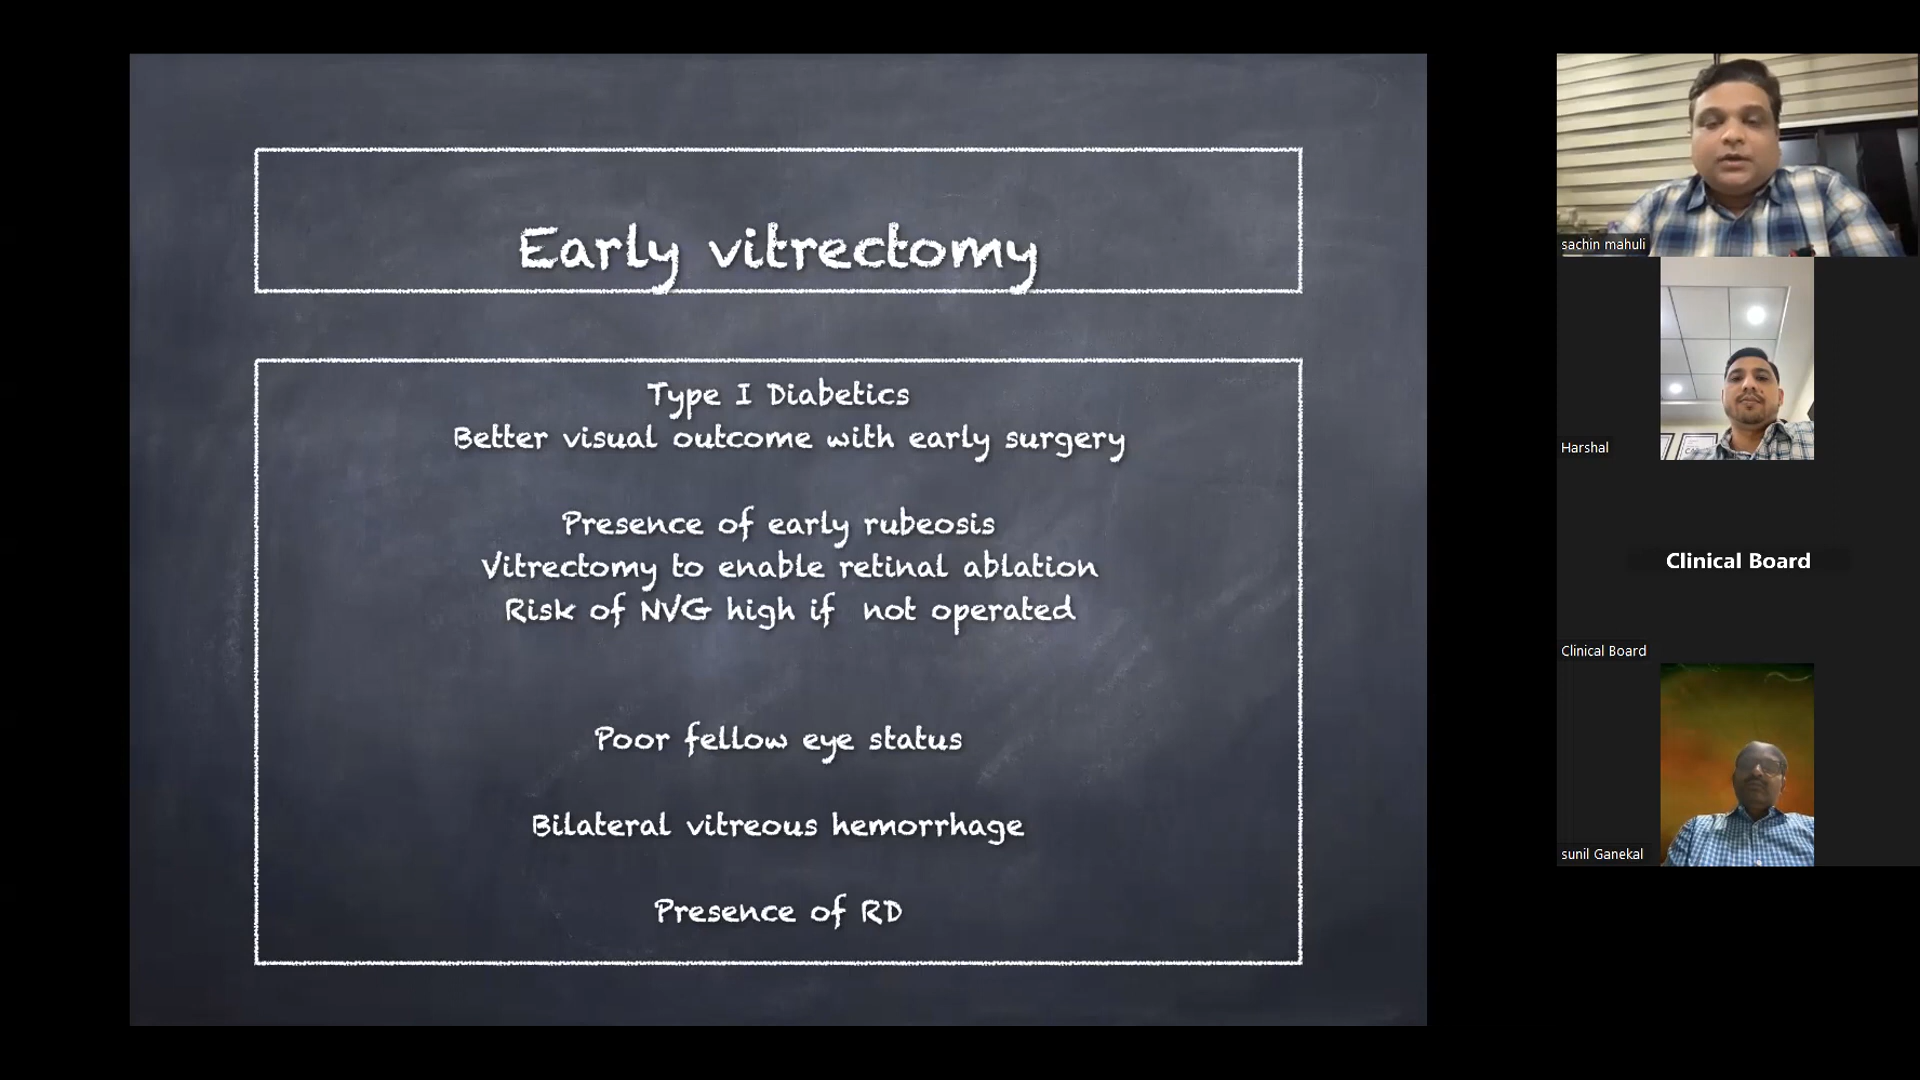 Early vitrectomy
Type I Diabetics
Better visual outcome with early surgery
Presence of early rubeosis
Vitrectomy to enable retinal ablation
Risk of NVG high if not operated
Poor fellow eye status
Bilateral vitreous hemorrhage
Presence of RD
sachin mahuli
Harshal
Clinical Board
Clinical Board
sunil Ganekal